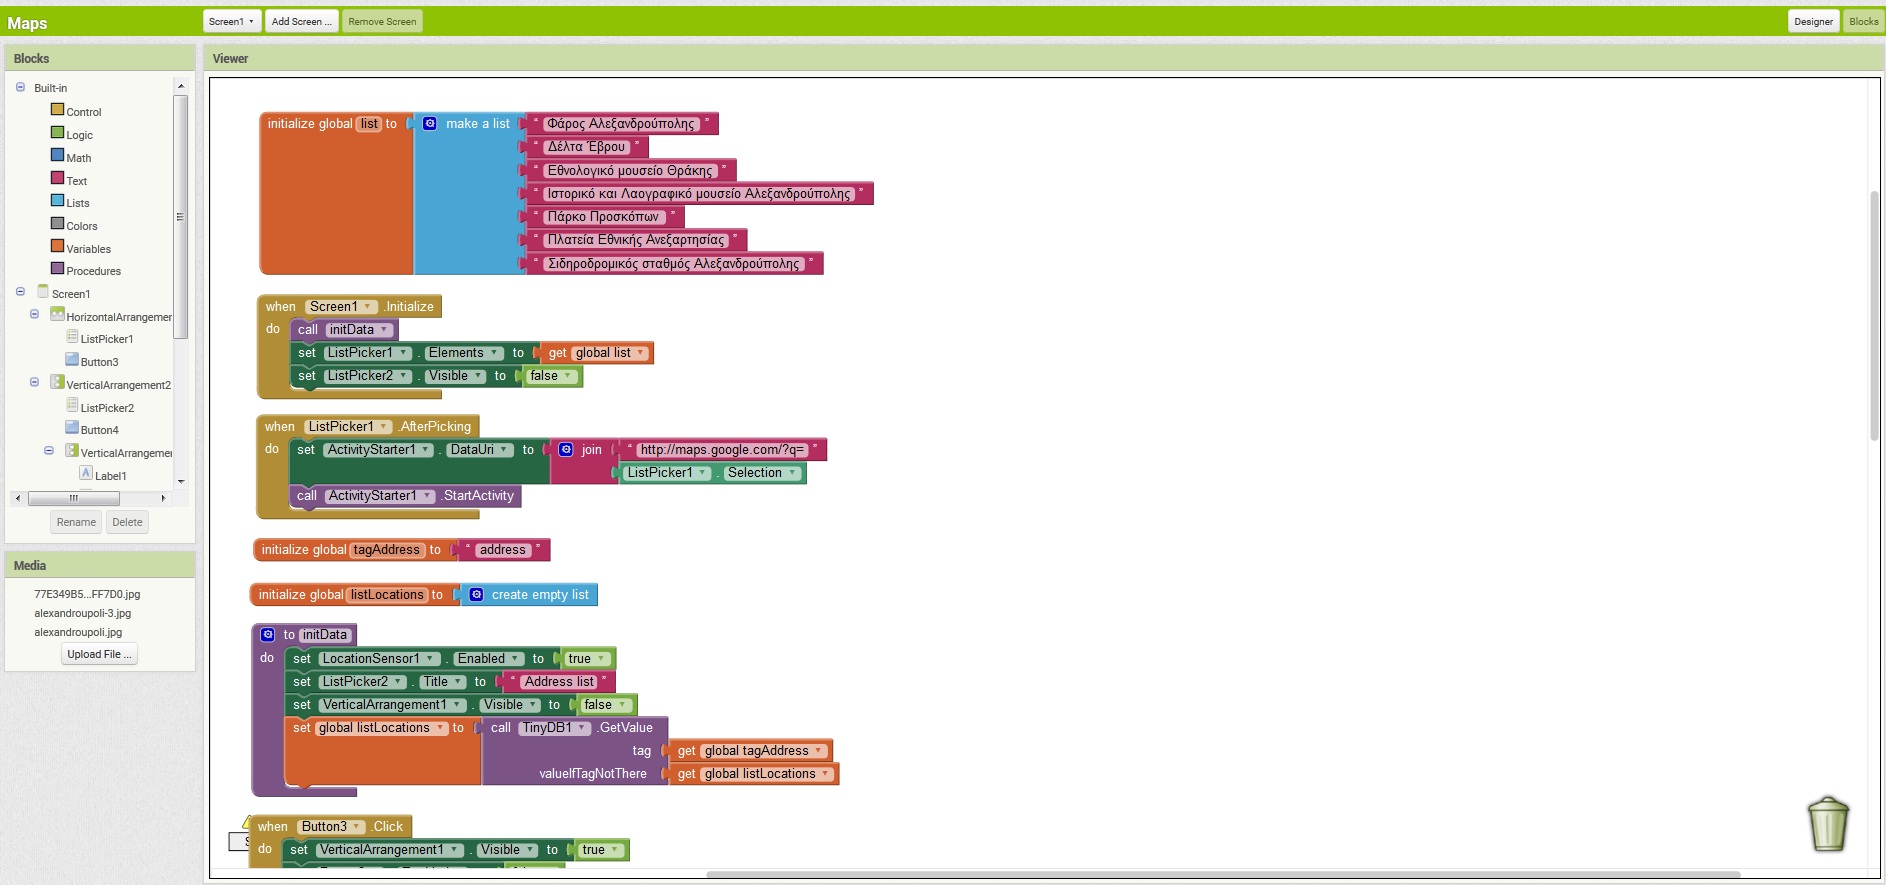 Maps
Screen1
Add Screen ...
Remove Screen
Designer
Blocks
Blocks
Viewer
Built-in
Control
Logic
Math
Text
Lists
Colors
Variables
Procedures
Screen1
HorizontalArrangemer
ListPicker1
Button3
VerticalArrangement2
ListPicker2
Button4
VerticalArrangemer
Label1
Rename
Delete
Media
77E349B5...FF7D0.jpg
alexandroupoli-3.jpg
alexandroupoli.jpg
Upload File ...
initialize global list to make a list “ Φάρος Αλεξανδρούπολης ”
“ Δέλτα Έβρου ”
“ Εθνολογικό μουσείο Θράκης ”
“ Ιστορικό και Λαογραφικό μουσείο Αλεξανδρούπολης ”
“ Πάρκο Προσκόπων ”
“ Πλατεία Εθνικής Ανεξαρτησίας ”
“ Σιδηροδρομικός σταθμός Αλεξανδρούπολης ”
when Screen1 .Initialize
do call initData
set ListPicker1 . Elements to get global list
set ListPicker2 . Visible to false
when ListPicker1 .AfterPicking
do set ActivityStarter1 . DataUri to join “ http://maps.google.com/?q= ”
ListPicker1 . Selection
call ActivityStarter1 .StartActivity
initialize global tagAddress to “ address ”
initialize global listLocations to create empty list
to initData
do set LocationSensor1 . Enabled to true
set ListPicker2 . Title to “ Address list ”
set VerticalArrangement1 . Visible to false
set global listLocations to call TinyDB1 .GetValue
tag get global tagAddress
valueIfTagNotThere get global listLocations
when Button3 .Click
do set VerticalArrangement1 . Visible to true